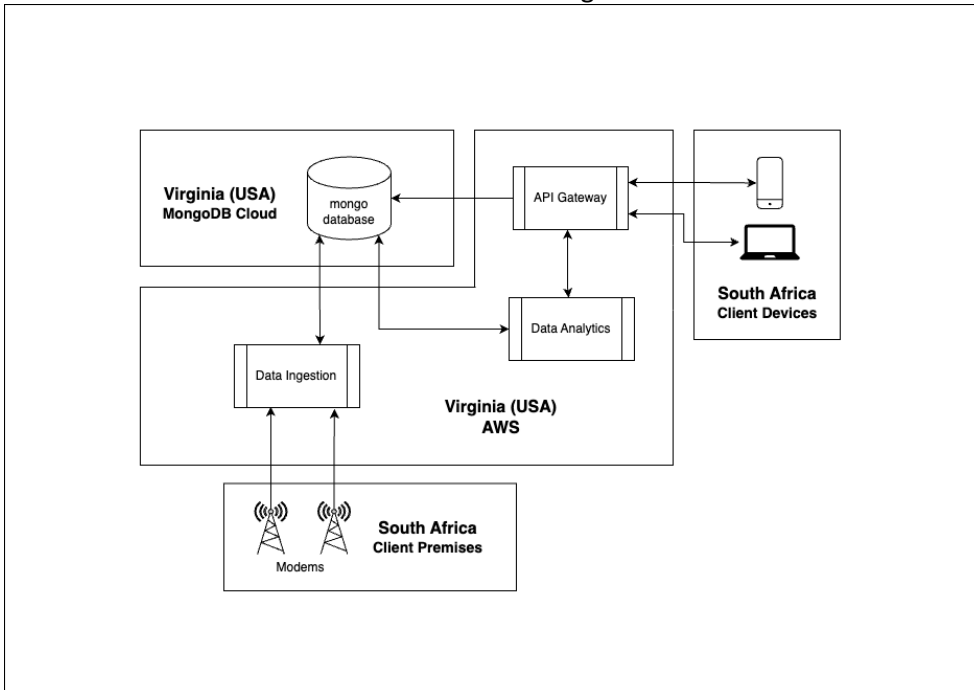 Virginia (USA)
MongoDB Cloud
mongo
database
API Gateway
South Africa
Client Devices
Data Analytics
Data Ingestion
Virginia (USA)
AWS
South Africa
Client Premises
Modems